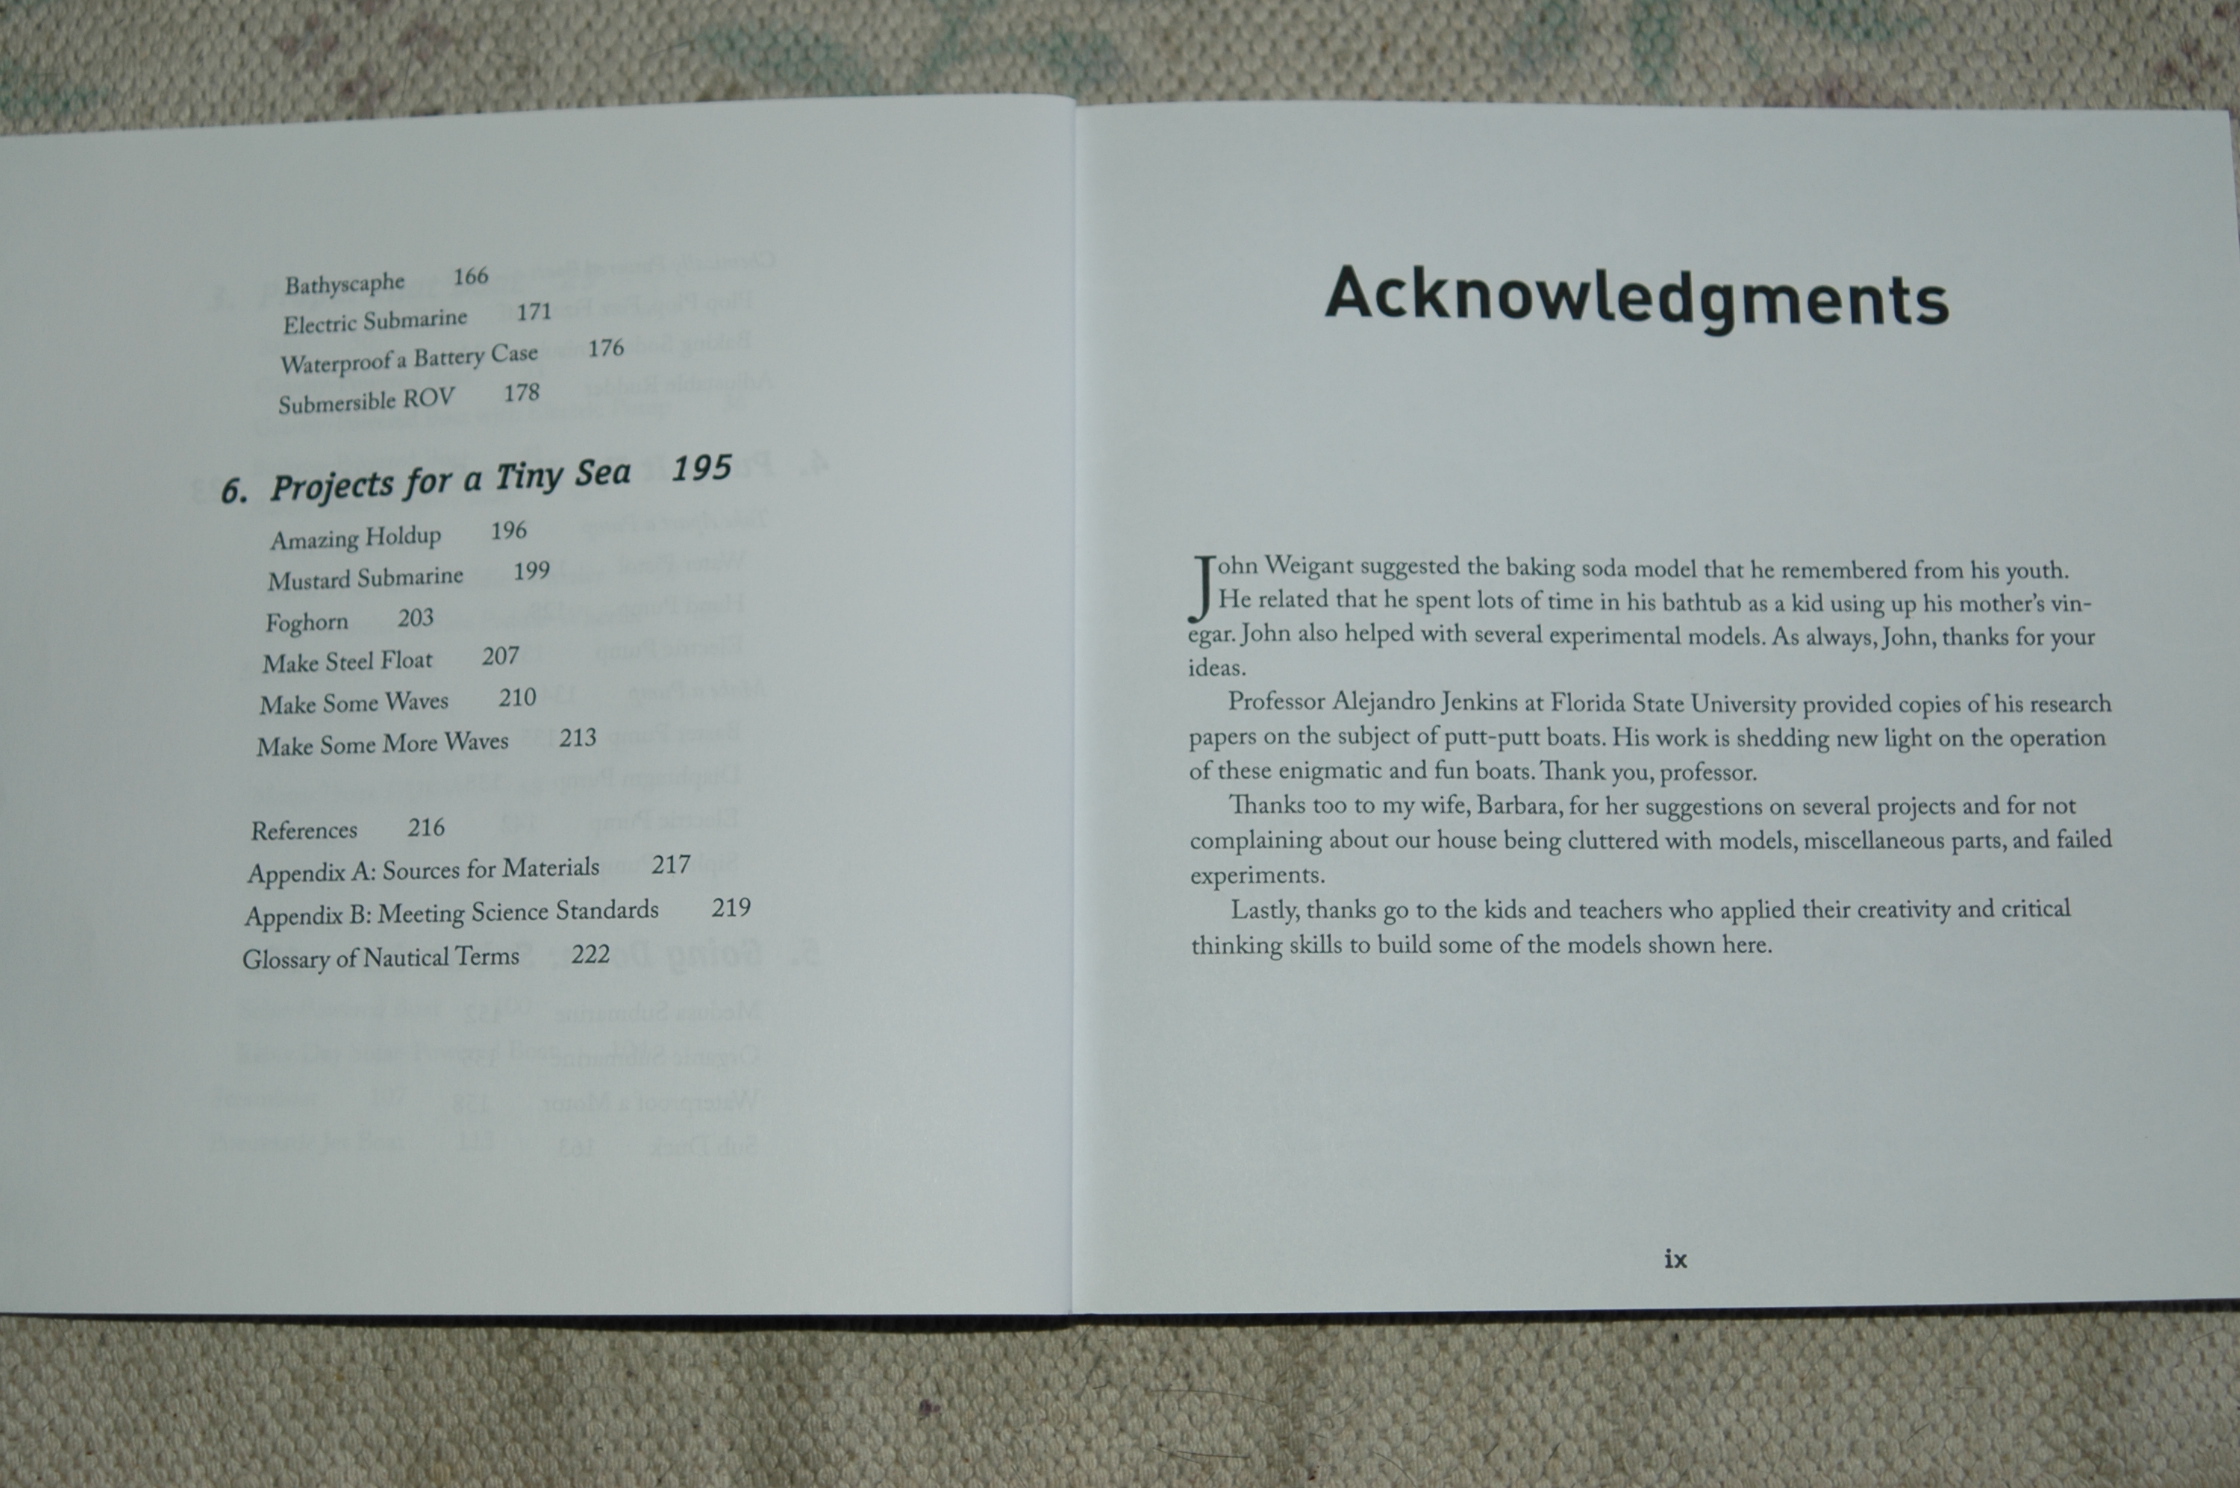 Bathyscaphe 166
Electric Submarine 171
Waterproof a Battery Case 176
Submersible ROV 178
6. Projects for a Tiny Sea 195
Amazing Holdup 196
Mustard Submarine 199
Foghorn 203
Make Steel Float 207
Make Some Waves 210
Make Some More Waves 213
References 216
Appendix A: Sources for Materials 217
Appendix B: Meeting Science Standards 219
Glossary of Nautical Terms 222
Acknowledgments
John Weigant suggested the baking soda model that he remembered from his youth.
He related that he spent lots of time in his bathtub as a kid using up his mother's vin-
egar. John also helped with several experimental models. As always, John, thanks for your
ideas.
Professor Alejandro Jenkins at Florida State University provided copies of his research
papers on the subject of putt-putt boats. His work is shedding new light on the operation
of these enigmatic and fun boats. Thank you, professor.
Thanks too to my wife, Barbara, for her suggestions on several projects and for not
complaining about our house being cluttered with models, miscellaneous parts, and failed
experiments.
Lastly, thanks go to the kids and teachers who applied their creativity and critical
thinking skills to build some of the models shown here.
ix